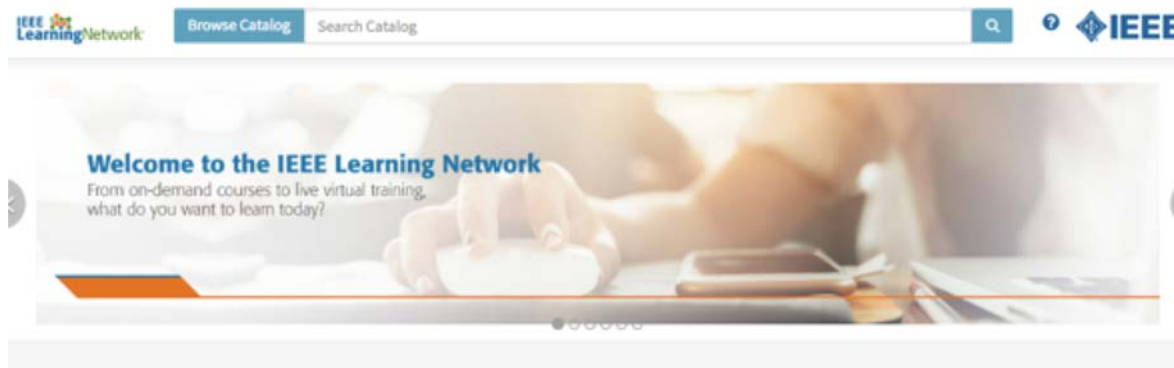 IEEE
LearningNetwork
Browse Catalog
Search Catalog
IEEE
Welcome to the IEEE Learning Network
From on-demand courses to live virtual training,
what do you want to learn today?